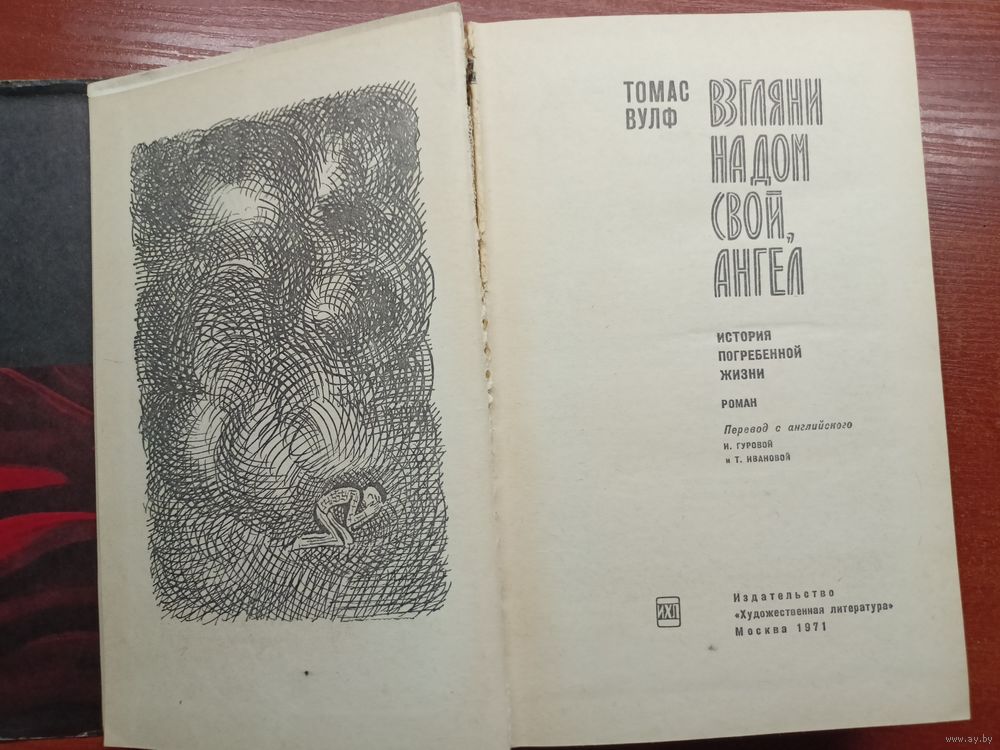 ТОМАС
ВУЛФ
ВЗГЛЯНИ
НА ДОМ
СВОЙ,
АНГЕЛ
ИСТОРИЯ
ПОГРЕБЕННОЙ
ЖИЗНИ
РОМАН
Перевод с английского
И. ГУРОВОЙ
и Т. ИВАНОВОЙ
ИХЛ
Издательство
«Художественная литература»
Москва 1971
www.ay.by